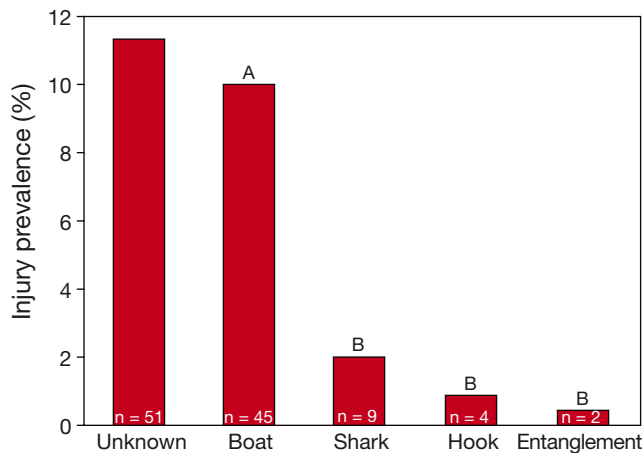 Injury prevalence (%)
12
10
8
6
4
2
0
A
B
B
B
n = 51
n = 45
n = 9
n = 4
n = 2
Unknown
Boat
Shark
Hook
Entanglement